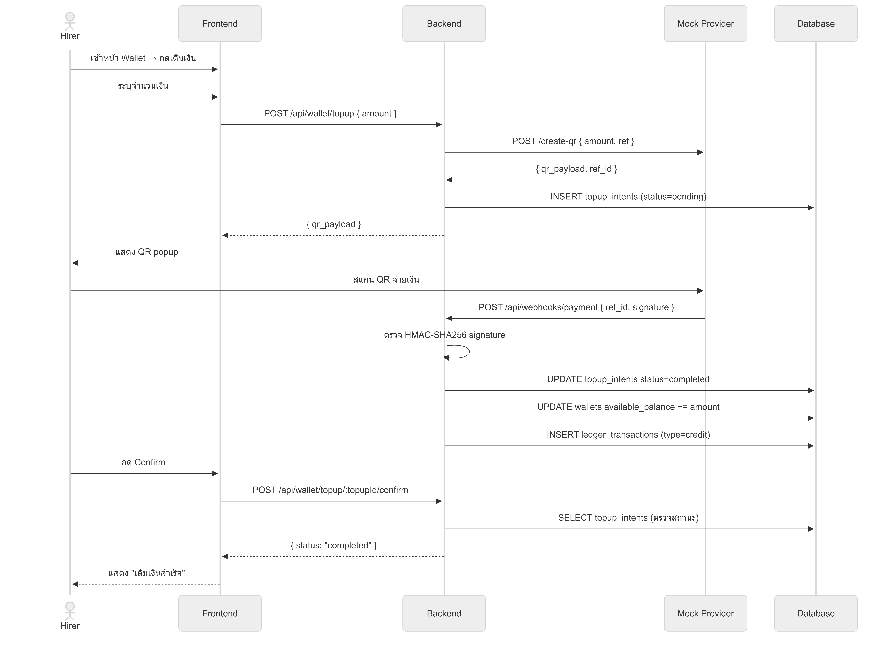 Frontend
Backend
Mock Provider
Database
Hirer
เข้าหน้า Wallet → กดเติมเงิน
ระบุจำนวนเงิน
POST /api/wallet/topup { amount }
POST /create-qr { amount, ref }
{ qr_payload, ref_id }
INSERT topup_intents (status=pending)
{ qr_payload }
แสดง QR popup
สแกน QR จ่ายเงิน
POST /api/webhooks/payment { ref_id, signature }
ตรวจ HMAC-SHA256 signature
UPDATE topup_intents status=completed
UPDATE wallets available_balance += amount
INSERT ledger_transactions (type=credit)
กด Confirm
POST /api/wallet/topup/:topupId/confirm
SELECT topup_intents (ตรวจสถานะ)
{ status: "completed" }
แสดง "เติมเงินสำเร็จ"
Frontend
Backend
Mock Provider
Database
Hirer